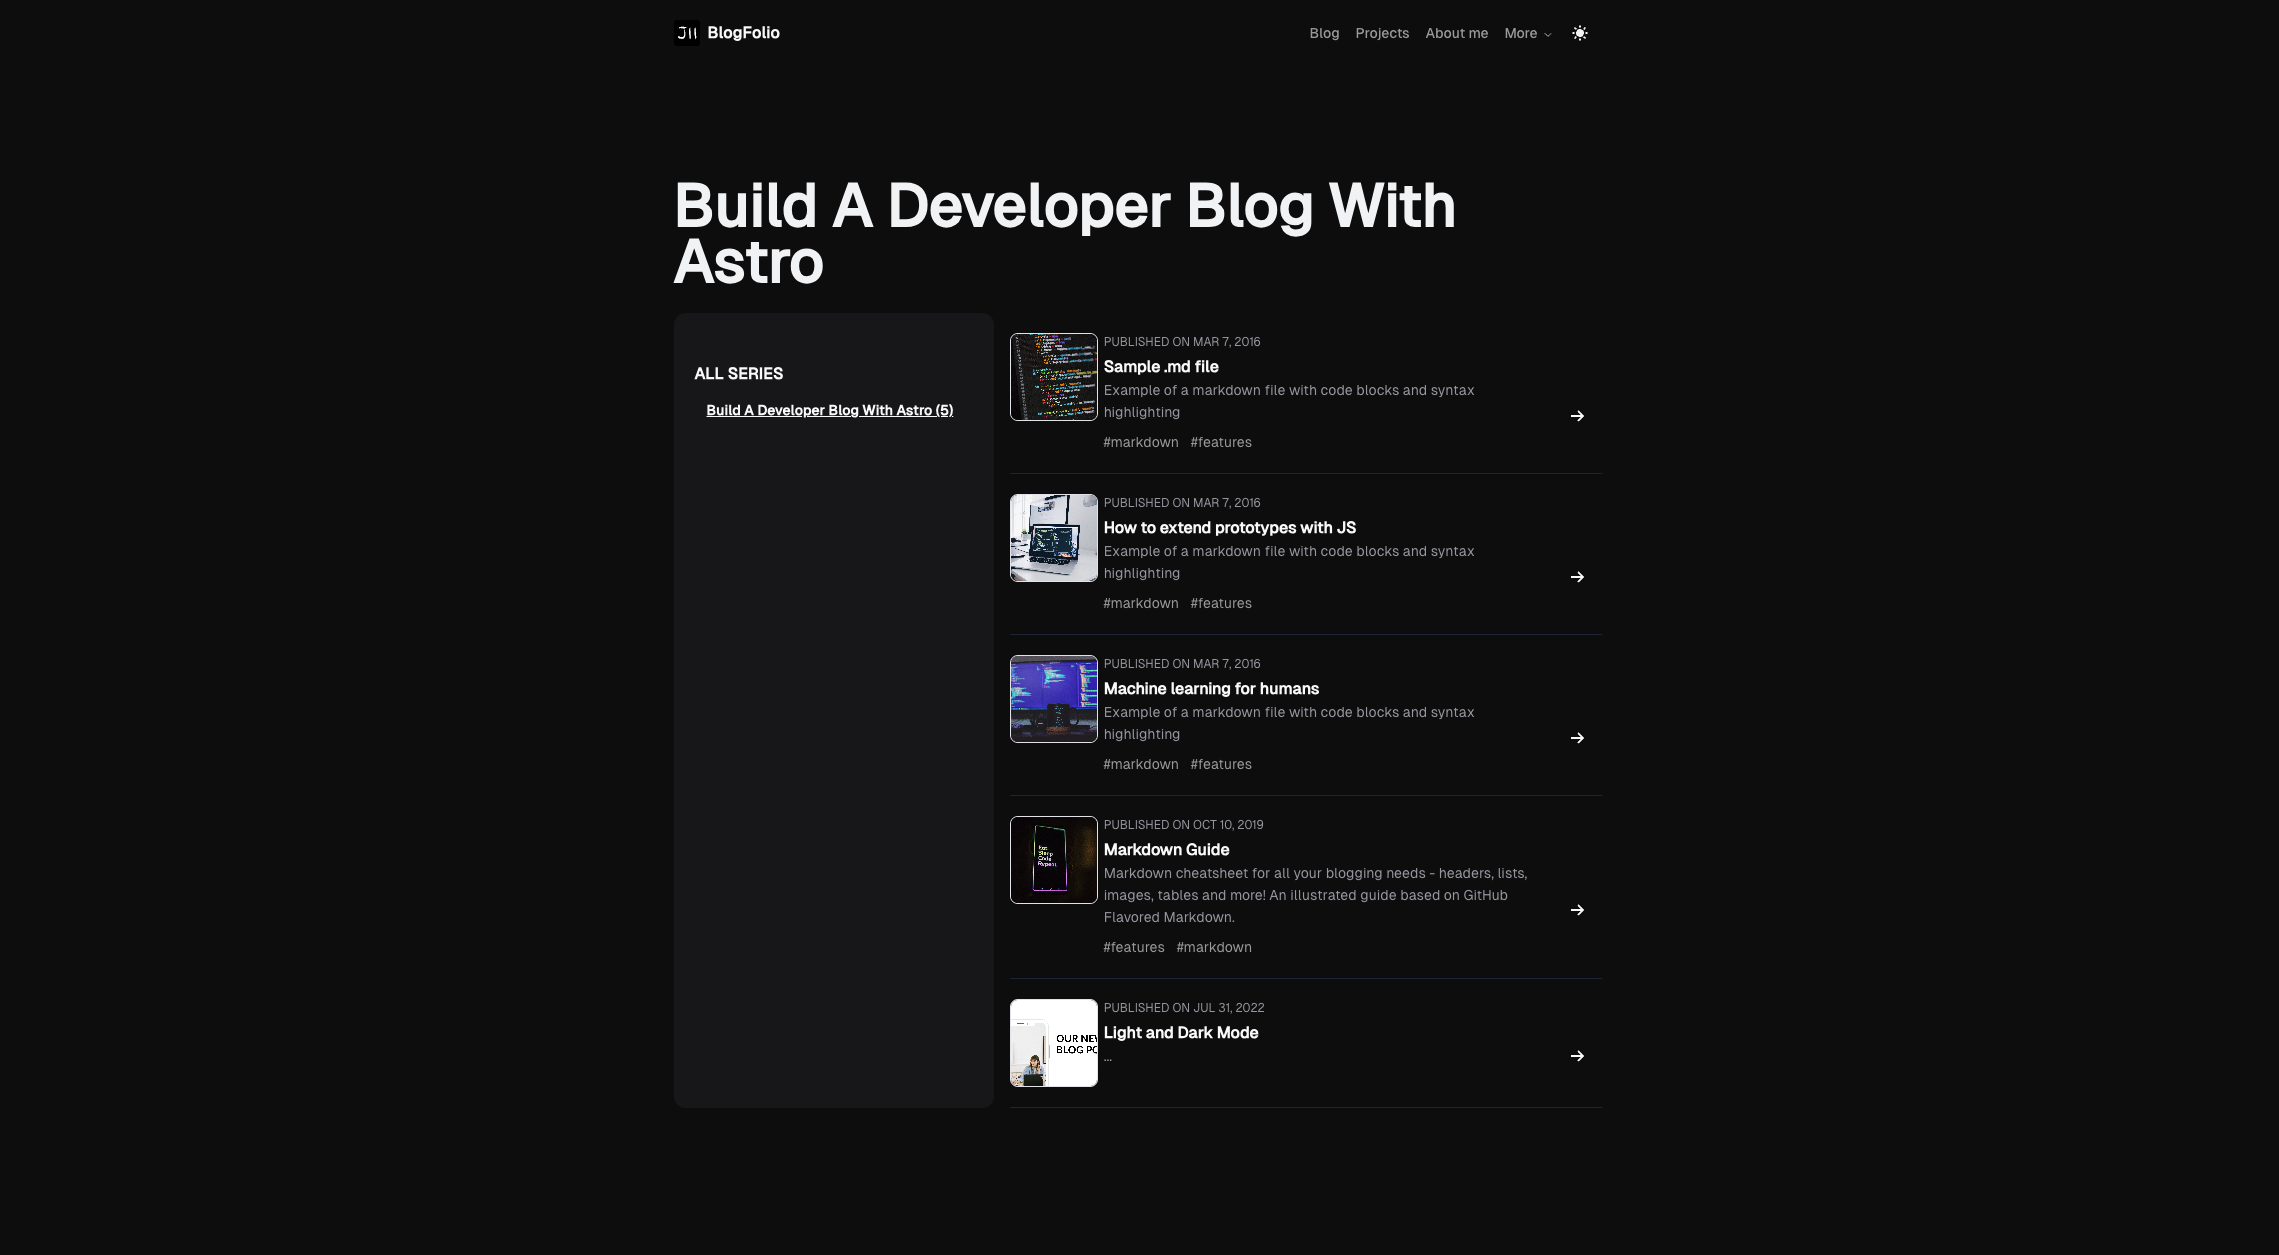 JH BlogFolio
Blog Projects About me More
Build A Developer Blog With
Astro
ALL SERIES
Build A Developer Blog With Astro (5)
PUBLISHED ON MAR 7, 2016
Sample .md file
Example of a markdown file with code blocks and syntax
highlighting
#markdown #features
PUBLISHED ON MAR 7, 2016
How to extend prototypes with JS
Example of a markdown file with code blocks and syntax
highlighting
#markdown #features
PUBLISHED ON MAR 7, 2016
Machine learning for humans
Example of a markdown file with code blocks and syntax
highlighting
#markdown #features
Eat
Sleep
Code
Repeat
PUBLISHED ON OCT 10, 2019
Markdown Guide
Markdown cheatsheet for all your blogging needs - headers, lists,
images, tables and more! An illustrated guide based on GitHub
Flavored Markdown.
#features #markdown
OUR NEW
BLOG PO
PUBLISHED ON JUL 31, 2022
Light and Dark Mode
...